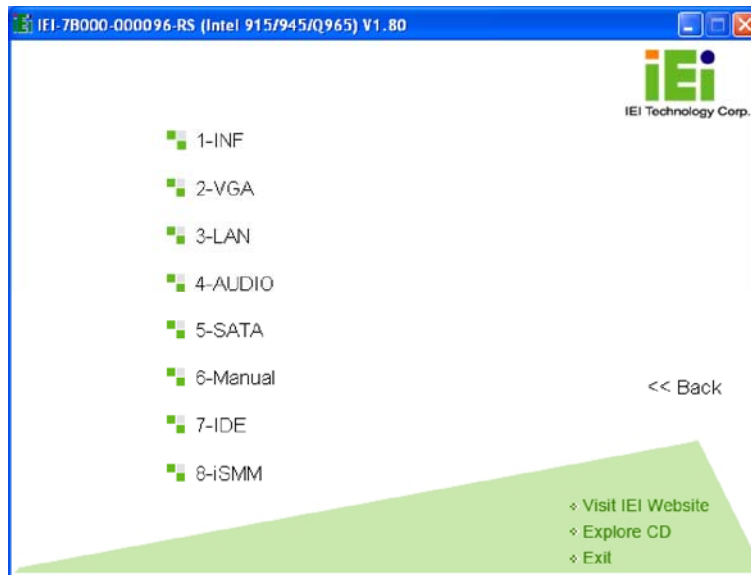 IEI-7B000-000096-RS (Intel 915/945/Q965) V1.80
iEi
IEI Technology Corp.
1-INF
2-VGA
3-LAN
4-AUDIO
5-SATA
6-Manual
7-IDE
8-iSMM
<< Back
Visit IEI Website
Explore CD
Exit